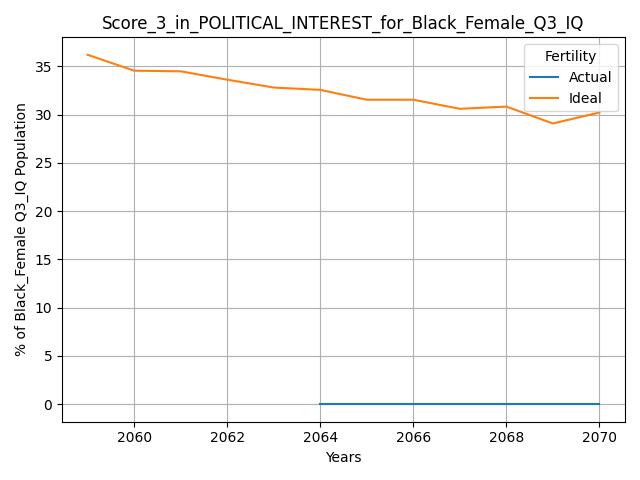 Score_3_in_POLITICAL_INTEREST_for_Black_Female_Q3_IQ
Fertility
Actual
Ideal
% of Black_Female Q3_IQ Population
35
30
25
20
15
10
5
0
2060 2062 2064 2066 2068 2070
Years